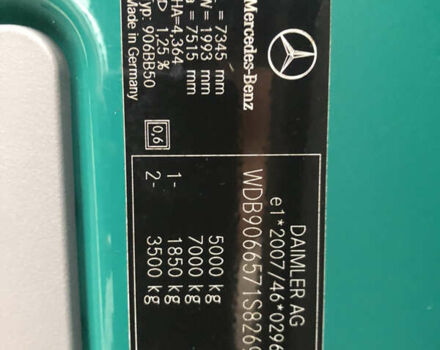 DAIMLER AG
e1*2007/46*0296
WDB9066571S826
5000 kg
7000 kg
1- 1850 kg
2- 3500 kg
0,6
Mercedes-Benz
= 7345 mm
W = 1993 mm
= 7515 mm
HA=4,364
D 1,25 %
yp: 906BB50
Made in Germany